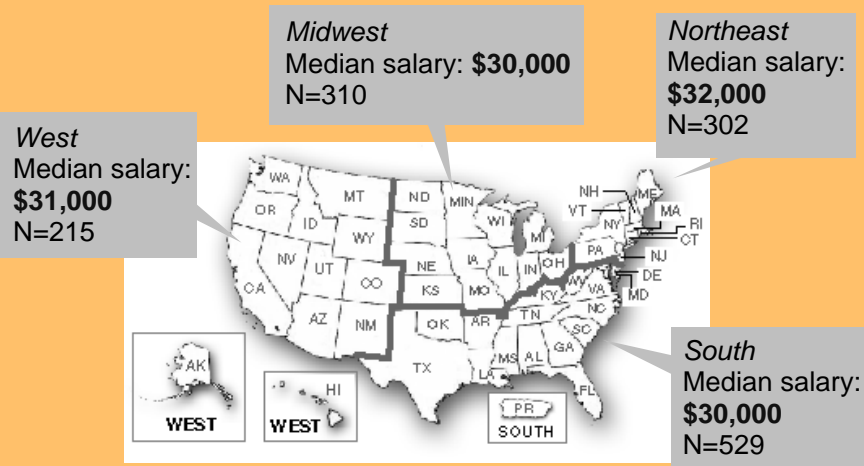 Midwest
Median salary: $30,000
N=310
Northeast
Median salary:
$32,000
N=302
West
Median salary:
$31,000
N=215
WA
MT
ND
MIN
OR
ID
WY
SD
WI
MI
NH
VT
ME
NY
MA
RI
CT
NV
UT
CO
NE
IA
IL
IN
OH
PA
NJ
DE
MD
CA
KS
MO
KY
WV
VA
AZ
NM
OK
AR
TN
NC
SC
TX
LA
MS
AL
GA
FL
AK
WEST
HI
WEST
PR
SOUTH
South
Median salary:
$30,000
N=529